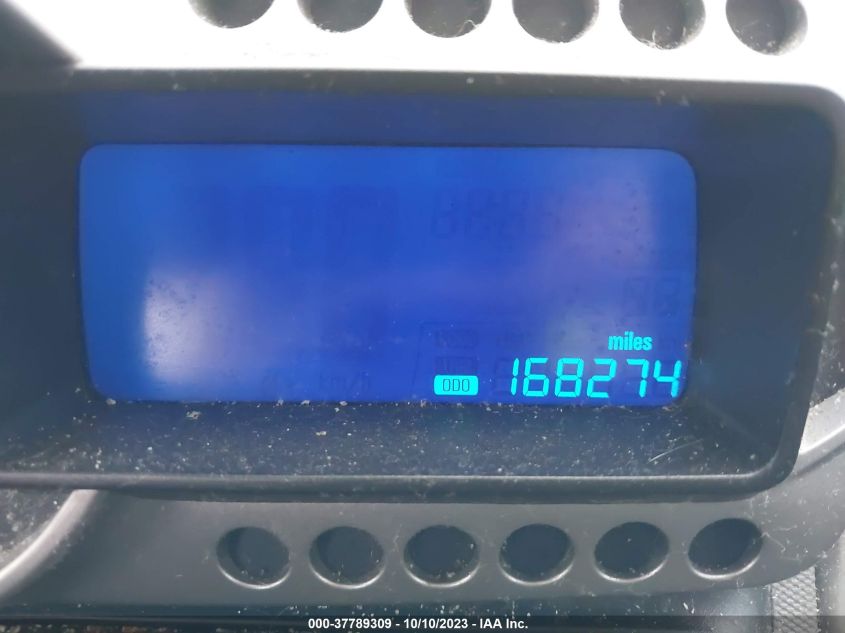 miles
ODO 168274
000-37789309 - 10/10/2023 - IAA Inc.